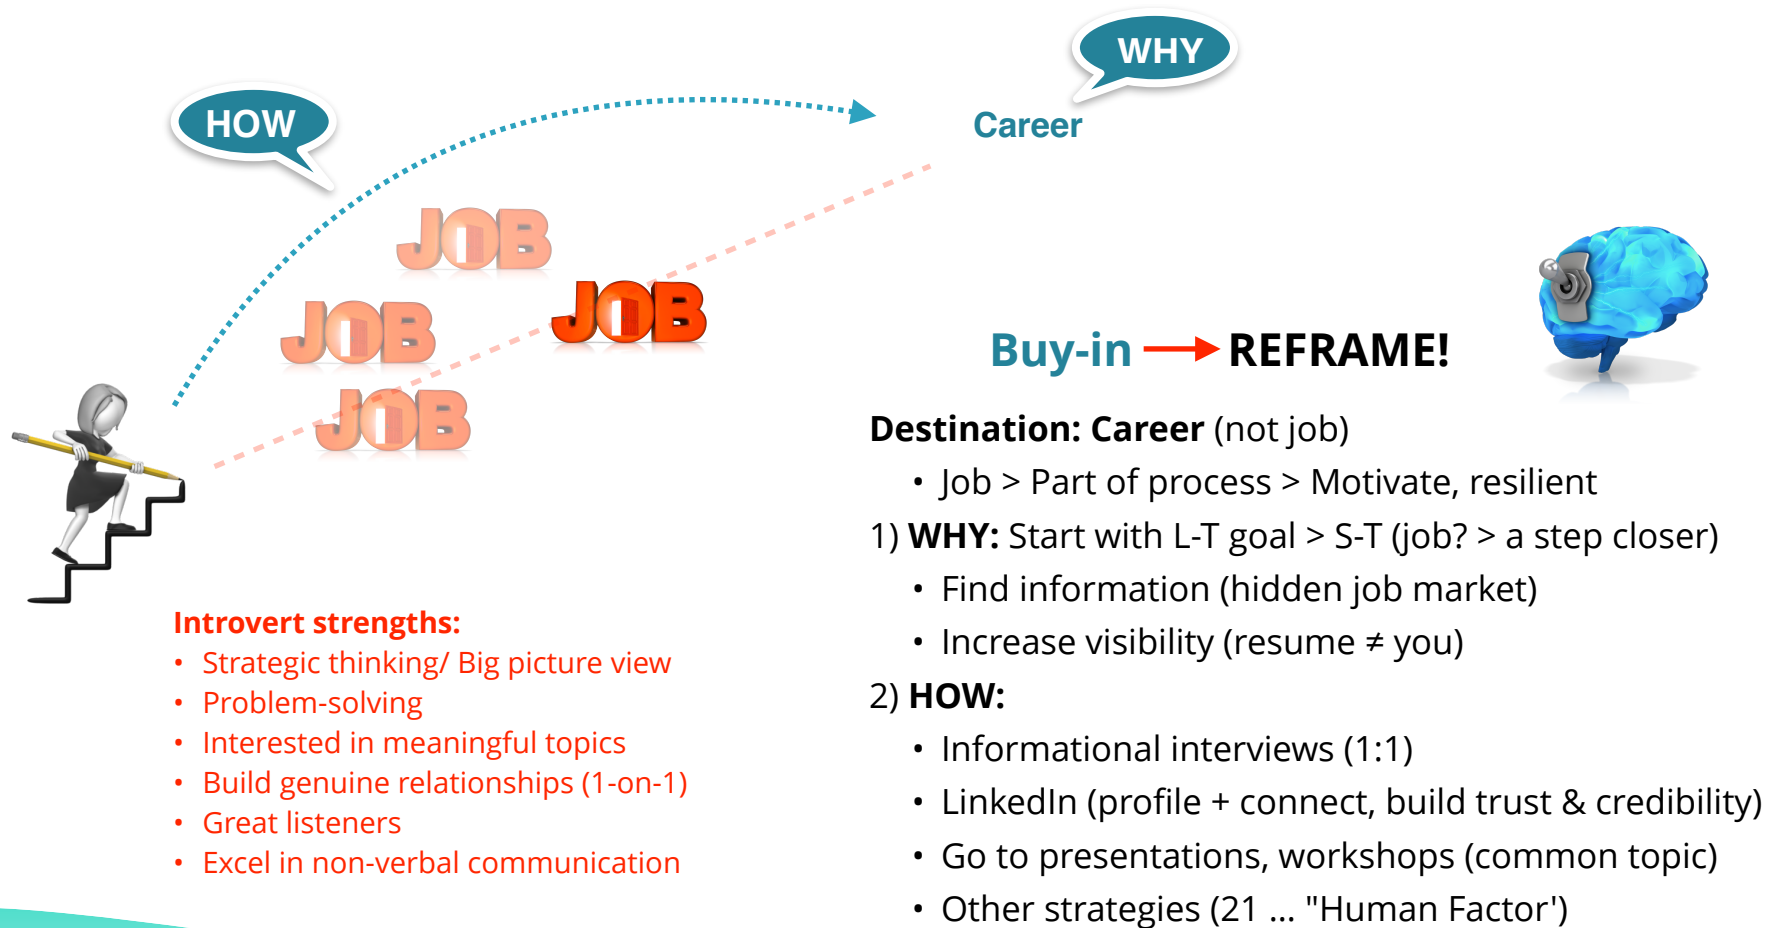 WHY
HOW
Career
JOB
JOB
JOB
JOB
Buy-in REFRAME!
Destination: Career (not job)
• Job > Part of process > Motivate, resilient
1) WHY: Start with L-T goal > S-T (job? > a step closer)
• Find information (hidden job market)
• Increase visibility (resume ≠ you)
2) HOW:
• Informational interviews (1:1)
• LinkedIn (profile + connect, build trust & credibility)
• Go to presentations, workshops (common topic)
• Other strategies (21 ... "Human Factor')
Introvert strengths:
• Strategic thinking/ Big picture view
• Problem-solving
• Interested in meaningful topics
• Build genuine relationships (1-on-1)
• Great listeners
• Excel in non-verbal communication